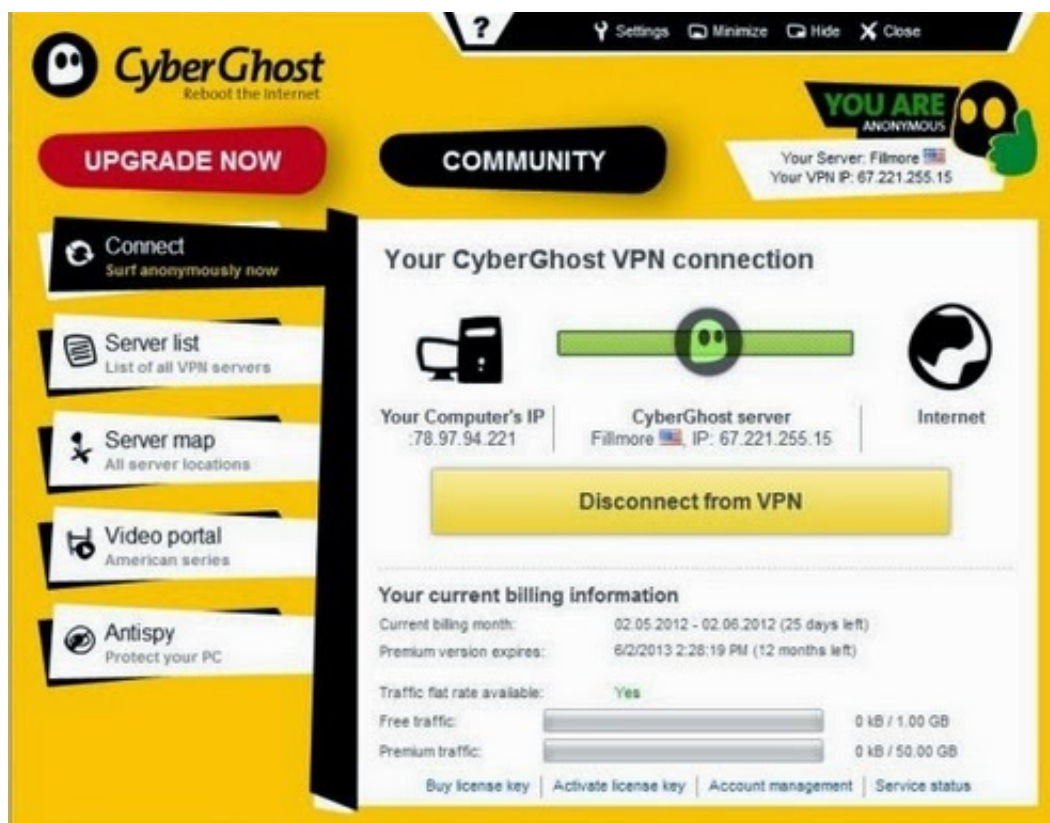 ?
Settings
Minimize
Hide
Close
CyberGhost
Reboot the Internet
YOU ARE
ANONYMOUS
Your Server: Fillmore
Your VPN IP: 67.221.255.15
UPGRADE NOW
COMMUNITY
Connect
Surf anonymously now
Server list
List of all VPN servers
Server map
All server locations
Video portal
American series
Antispy
Protect your PC
Your CyberGhost VPN connection
Your Computer's IP
:78.97.94.221
CyberGhost server
Fillmore , IP: 67.221.255.15
Internet
Disconnect from VPN
Your current billing information
Current billing month: 02.05.2012 - 02.06.2012 (25 days left)
Premium version expires: 6/2/2013 2:28:19 PM (12 months left)
Traffic flat rate available: Yes
Free traffic: 0 kB / 1.00 GB
Premium traffic: 0 kB / 50.00 GB
Buy license key | Activate license key | Account management | Service status